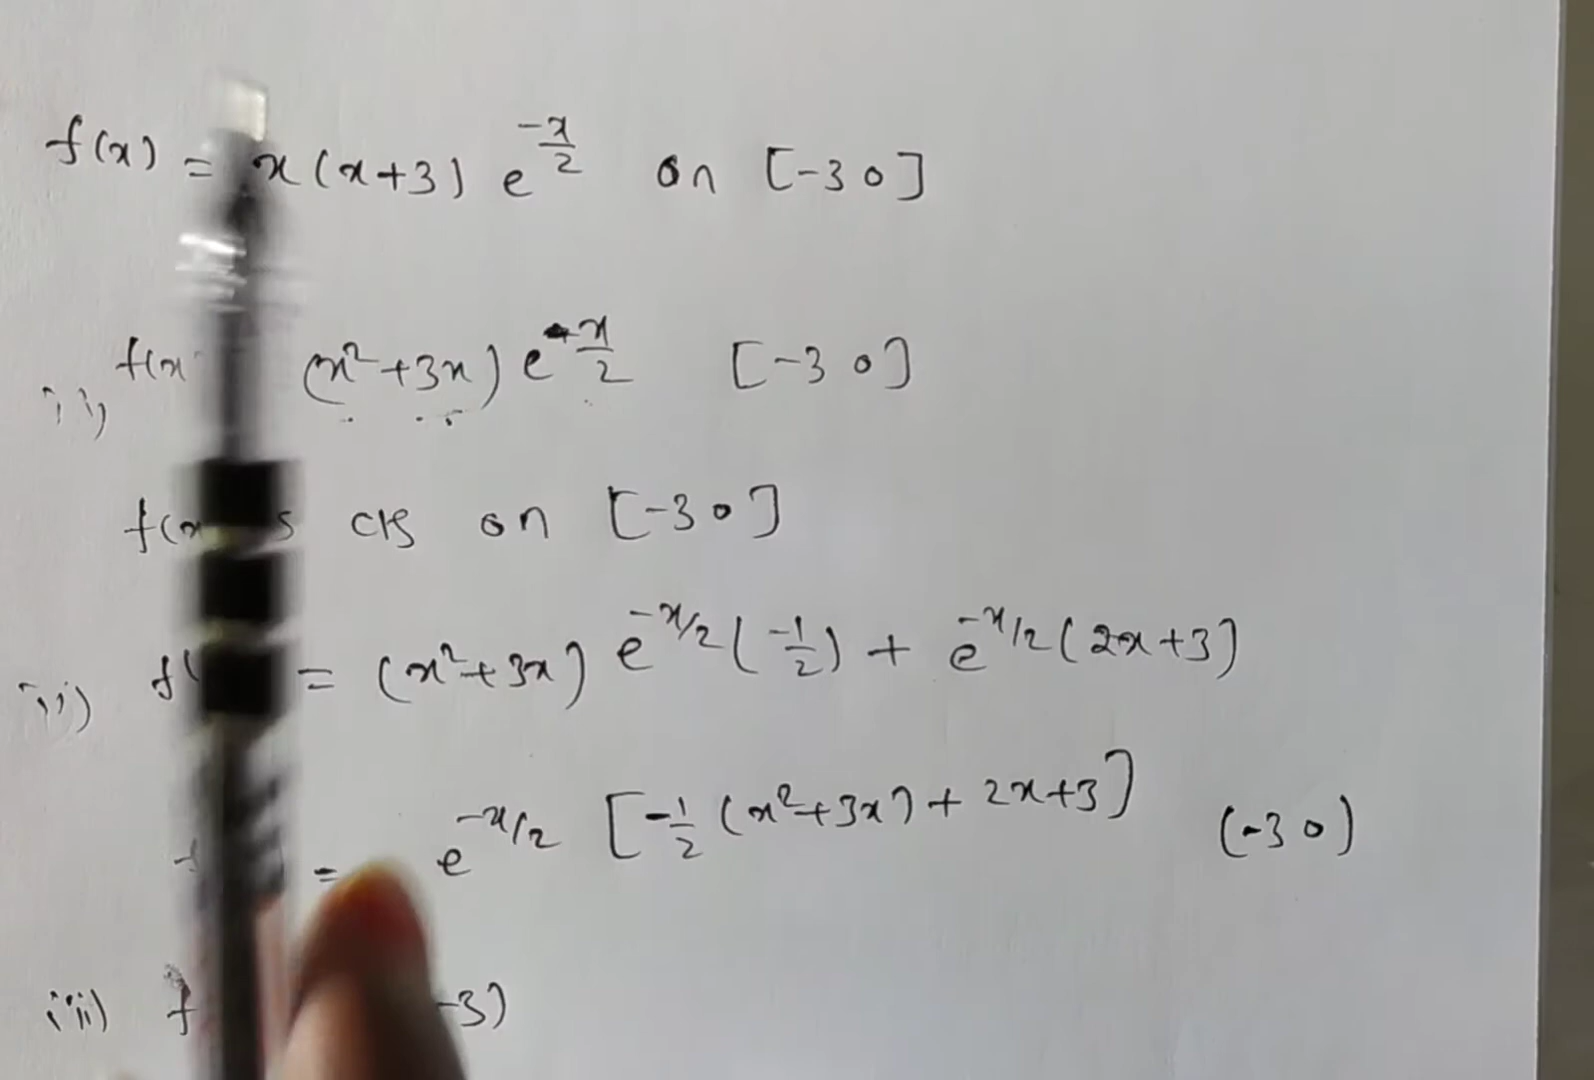 f(x) = x(x+3) e^{-x/2} on [-3 0]
i) f(x (x²+3x) e^{-x/2} [-3 0]
f(x s cts on [-3 0]
ii) f' = (x²+3x) e^{-x/2} (-1/2) + e^{-x/2} (2x+3)
= e^{-x/2} [-1/2 (x²+3x) + 2x+3] (-3 0)
iii) f -3)